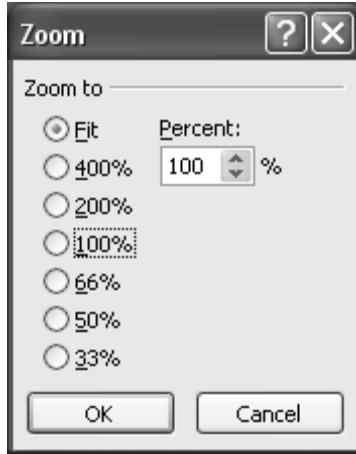 Zoom
Zoom to
Fit
Percent:
400%
100 %
200%
100%
66%
50%
33%
OK
Cancel